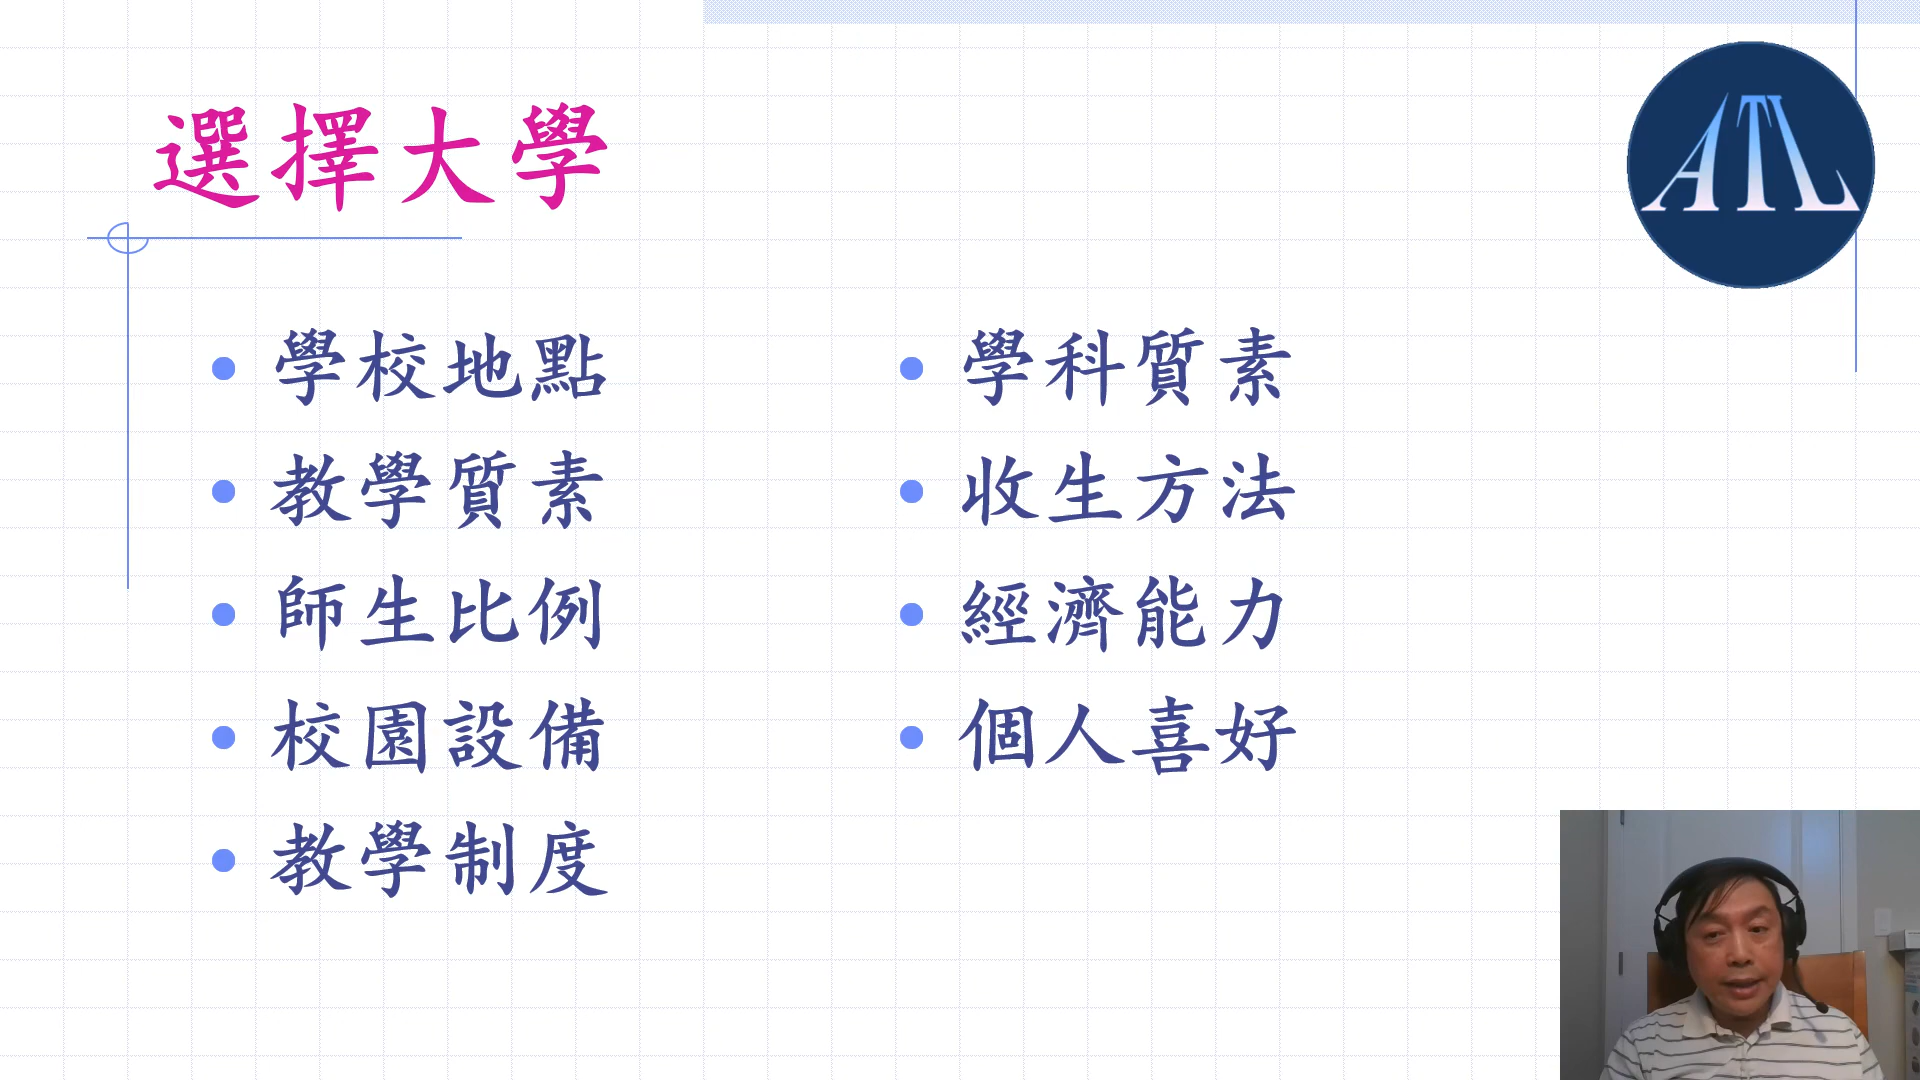 選擇大學
ATL
• 學校地點
• 教學質素
• 師生比例
• 校園設備
• 教學制度
• 學科質素
• 收生方法
• 經濟能力
• 個人喜好